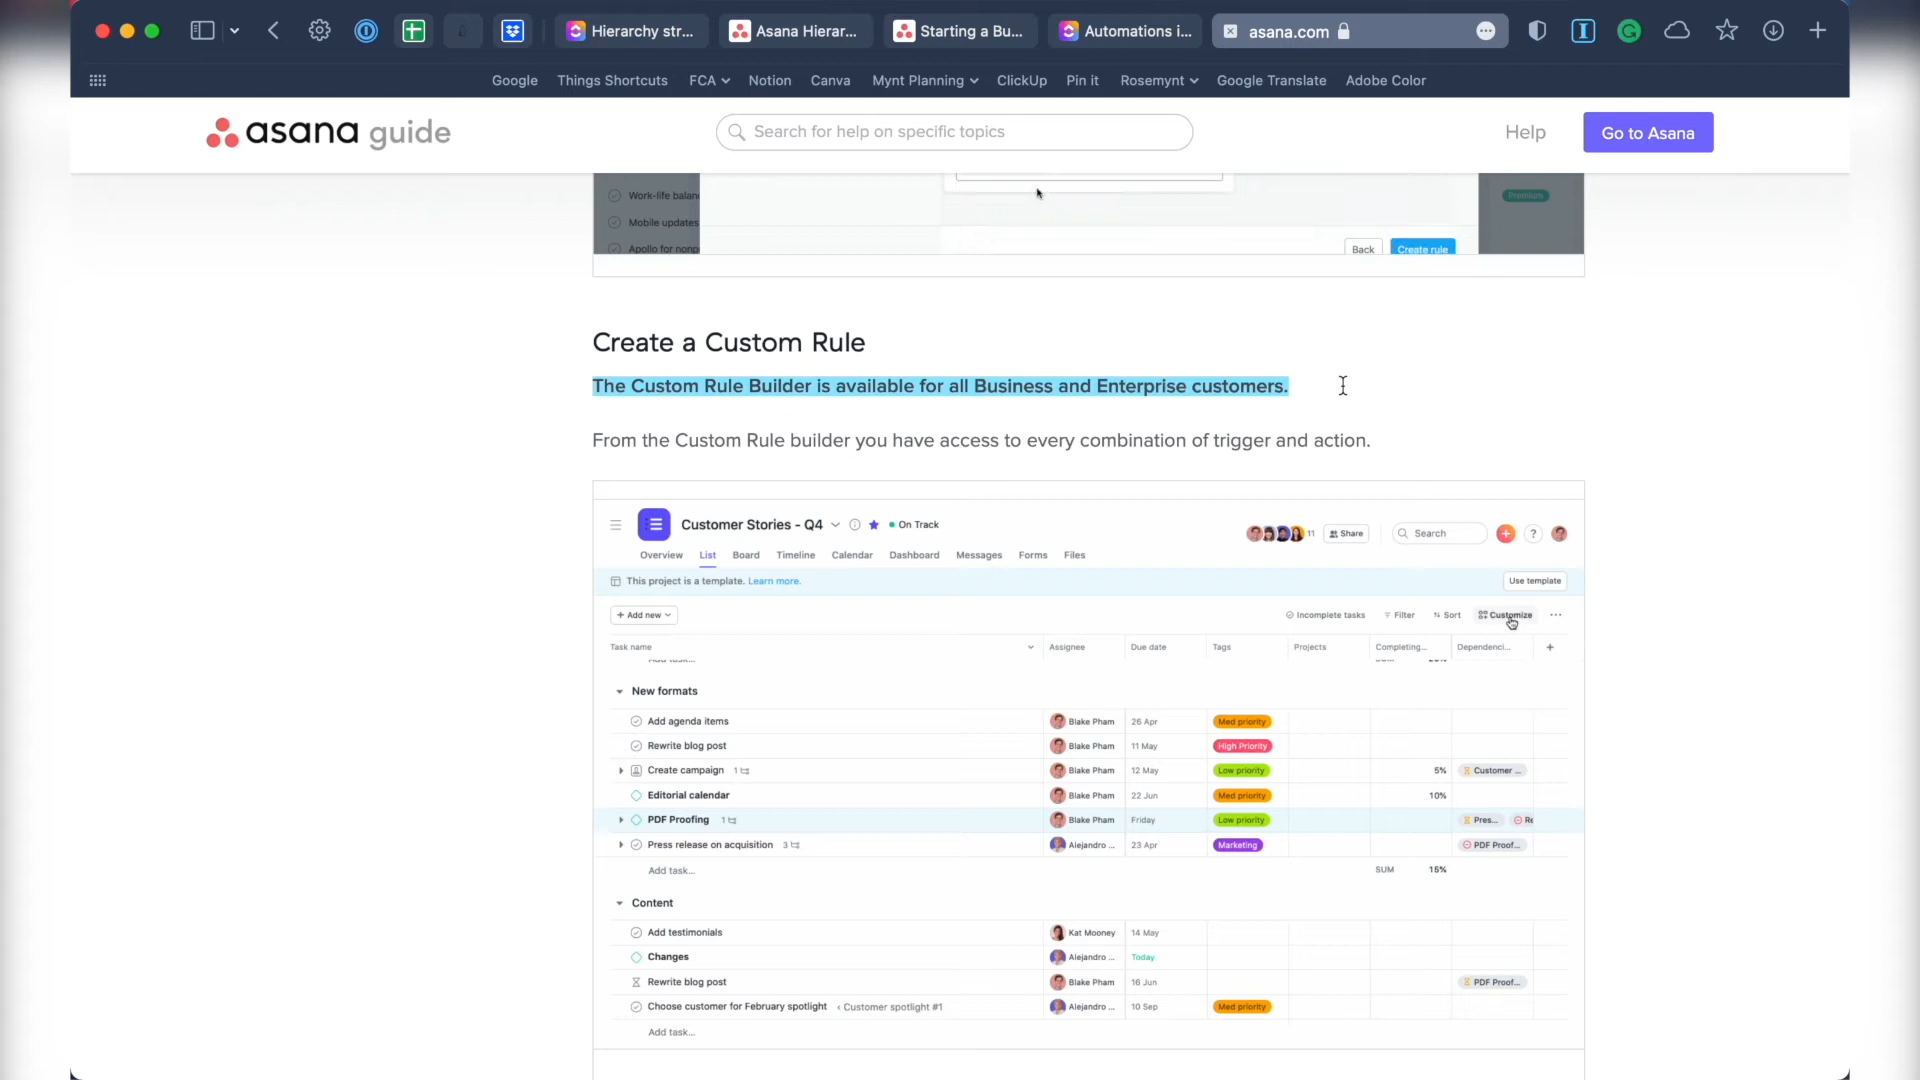 Hierarchy str...
Asana Hierar...
Starting a Bu...
Automations i...
asana.com
Google
Things Shortcuts
FCA
Notion
Canva
Mynt Planning
ClickUp
Pin it
Rosemynt
Google Translate
Adobe Color
asana guide
Search for help on specific topics
Help
Go to Asana
Work-life balan
Premium
Mobile updates
Apollo for nonp
Back
Create rule
Create a Custom Rule
The Custom Rule Builder is available for all Business and Enterprise customers.
From the Custom Rule builder you have access to every combination of trigger and action.
Customer Stories - Q4
On Track
11
Share
Search
?
Overview
List
Board
Timeline
Calendar
Dashboard
Messages
Forms
Files
This project is a template. Learn more.
Use template
+ Add new
Incomplete tasks
Filter
Sort
Customize
Task name
Assignee
Due date
Tags
Projects
Completing...
Dependenci...
+
Add task...
SUM
New formats
Add agenda items
Blake Pham
26 Apr
Med priority
Rewrite blog post
Blake Pham
11 May
High Priority
Create campaign 1
Blake Pham
12 May
Low priority
5%
Customer ...
Editorial calendar
Blake Pham
22 Jun
Med priority
10%
PDF Proofing 1
Blake Pham
Friday
Low priority
Pres...
Re
Press release on acquisition 3
Alejandro ...
23 Apr
Marketing
PDF Proof...
Add task...
SUM 15%
Content
Add testimonials
Kat Mooney
14 May
Changes
Alejandro ...
Today
Rewrite blog post
Blake Pham
16 Jun
PDF Proof...
Choose customer for February spotlight ‹ Customer spotlight #1
Alejandro ...
10 Sep
Med priority
Add task...